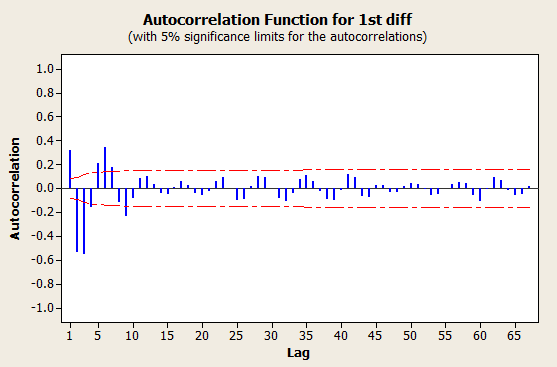 Autocorrelation Function for 1st diff
(with 5% significance limits for the autocorrelations)
1.0
0.8
0.6
0.4
0.2
0.0
-0.2
-0.4
-0.6
-0.8
-1.0
Autocorrelation
1 5 10 15 20 25 30 35 40 45 50 55 60 65
Lag